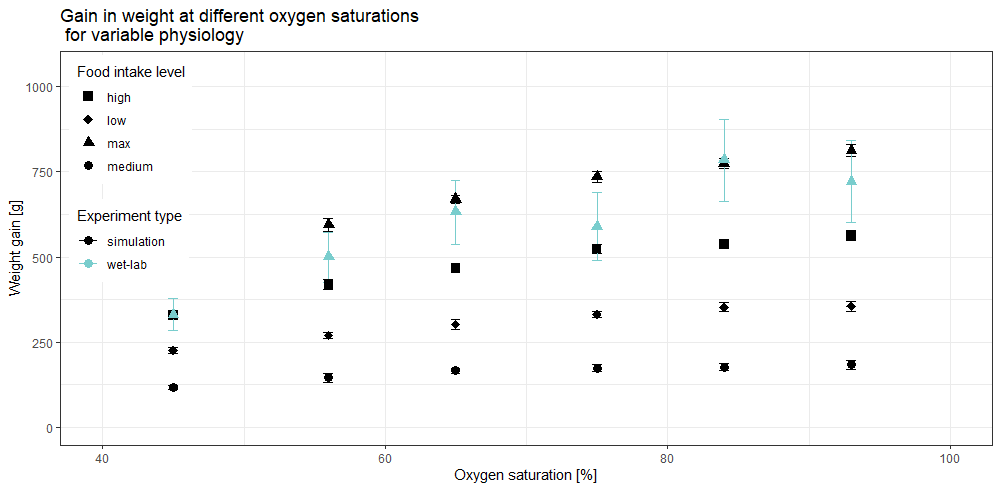 Gain in weight at different oxygen saturations
for variable physiology
Food intake level
high
low
max
medium
Experiment type
simulation
wet-lab
1000
750
500
250
0
Weight gain [g]
40 60 80 100
Oxygen saturation [%]